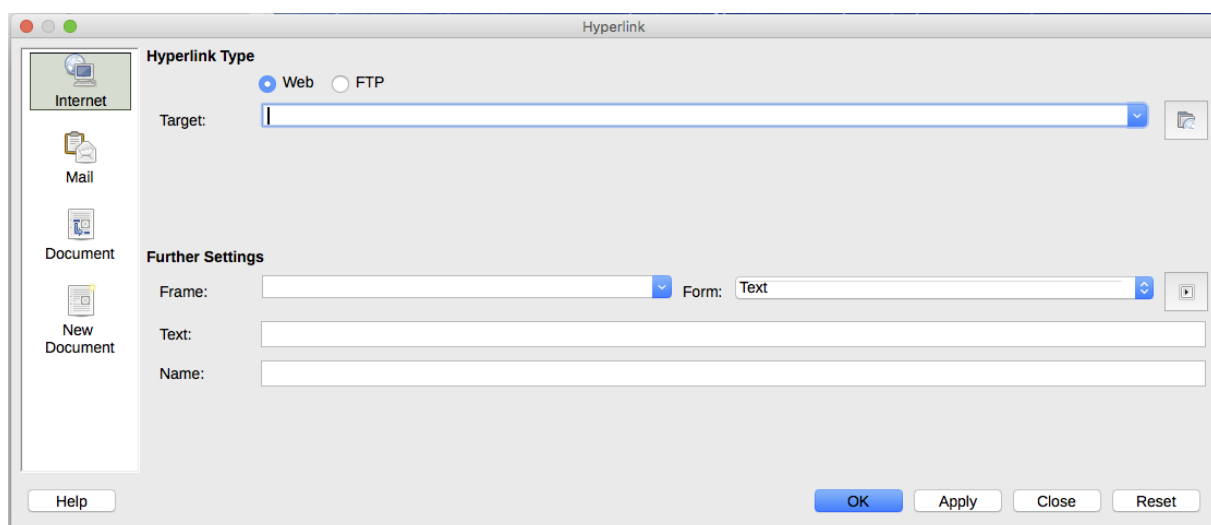 Hyperlink
Internet
Mail
Document
New
Document
Hyperlink Type
Web FTP
Target:
Further Settings
Frame: Form: Text
Text:
Name:
Help OK Apply Close Reset